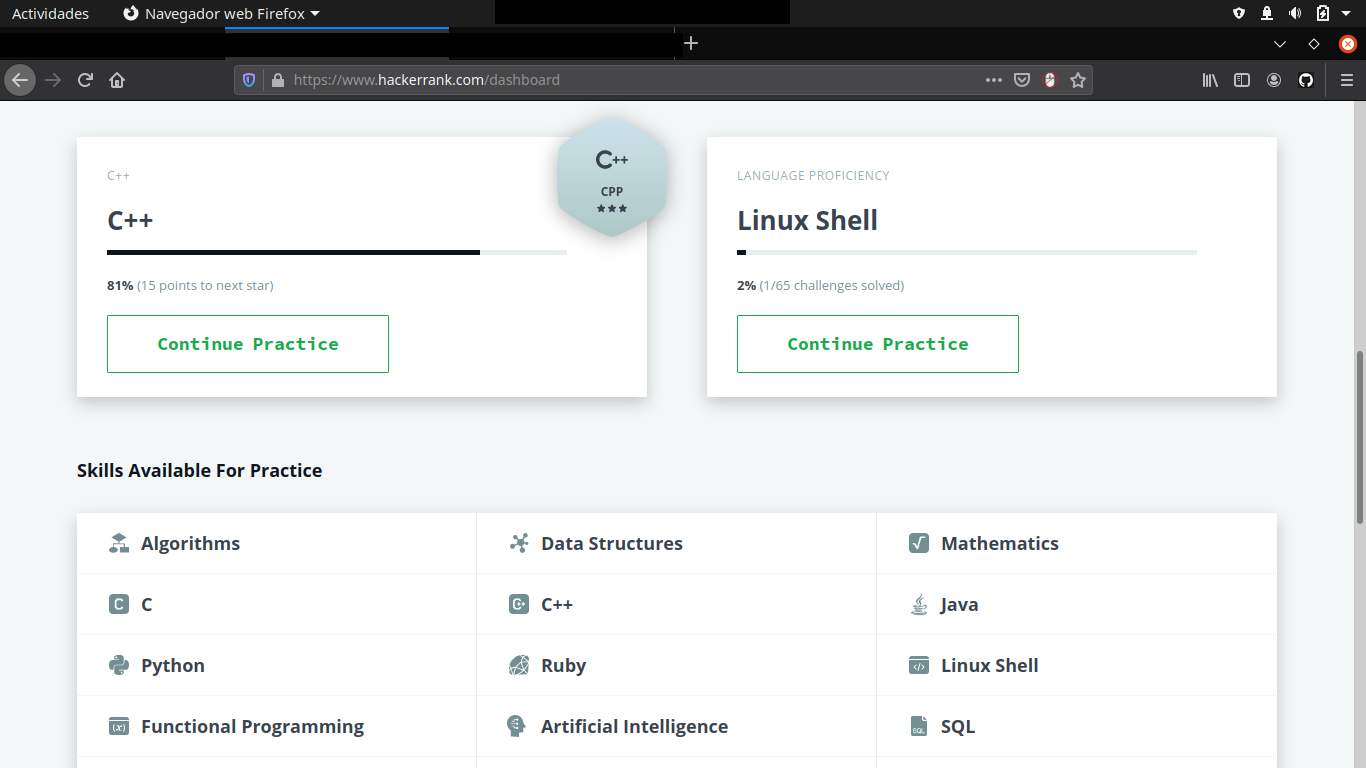 Actividades Navegador web Firefox
https://www.hackerrank.com/dashboard
C++
C++
81% (15 points to next star)
Continue Practice
C++
CPP
LANGUAGE PROFICIENCY
Linux Shell
2% (1/65 challenges solved)
Continue Practice
Skills Available For Practice
Algorithms Data Structures Mathematics
C C C++ C+ Java
Python Ruby Linux Shell
Functional Programming Artificial Intelligence SQL SQL